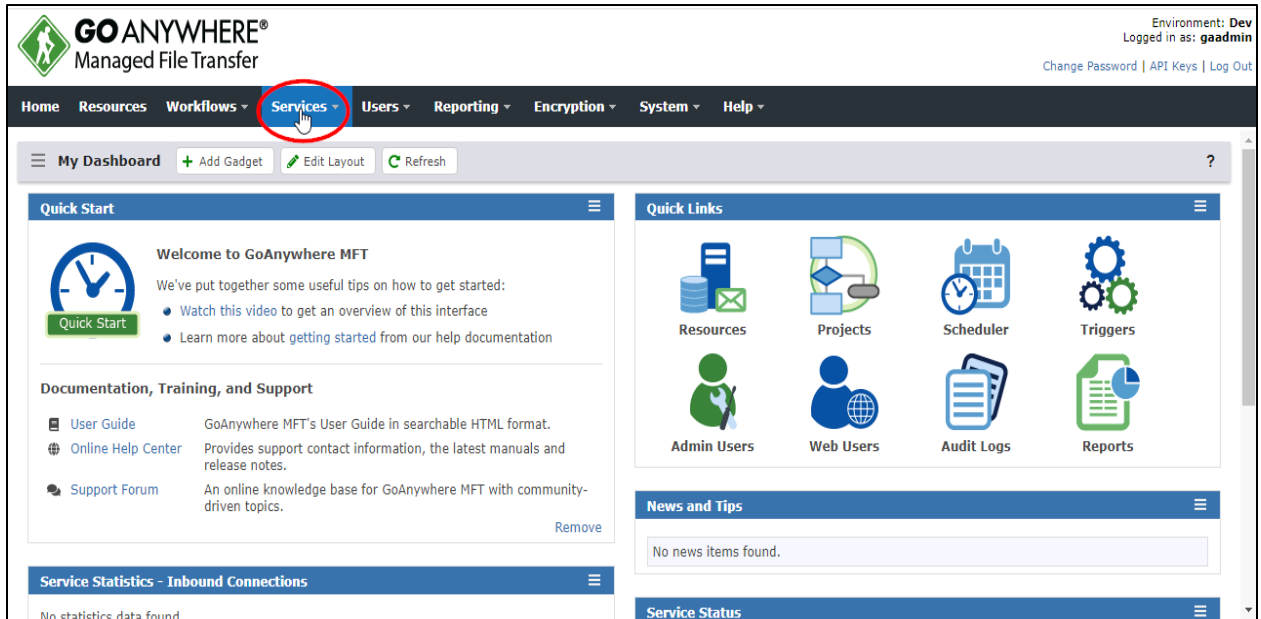 GO ANYWHERE®
Managed File Transfer
Environment: Dev
Logged in as: gaadmin
Change Password | API Keys | Log Out
Home Resources Workflows Services Users Reporting Encryption System Help
My Dashboard + Add Gadget Edit Layout Refresh ?
Quick Start
Quick Start
Welcome to GoAnywhere MFT
We've put together some useful tips on how to get started:
Watch this video to get an overview of this interface
Learn more about getting started from our help documentation
Documentation, Training, and Support
User Guide GoAnywhere MFT's User Guide in searchable HTML format.
Online Help Center Provides support contact information, the latest manuals and
release notes.
Support Forum An online knowledge base for GoAnywhere MFT with community-
driven topics.
Remove
Service Statistics - Inbound Connections
No statistics data found
Quick Links
Resources Projects Scheduler Triggers
Admin Users Web Users Audit Logs Reports
News and Tips
No news items found.
Service Status